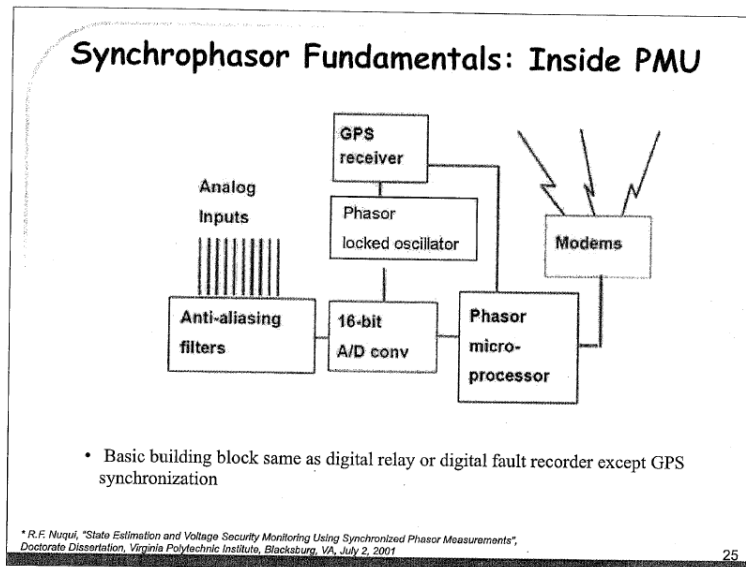 Synchrophasor Fundamentals: Inside PMU
GPS
receiver
Analog
Inputs
Phasor
locked oscillator
Modems
Anti-aliasing
filters
16-bit
A/D conv
Phasor
micro-
processor
• Basic building block same as digital relay or digital fault recorder except GPS
synchronization
* R.F. Nuqui, "State Estimation and Voltage Security Monitoring Using Synchronized Phasor Measurements",
Doctorate Dissertation, Virginia Polytechnic Institute, Blacksburg, VA, July 2, 2001
25